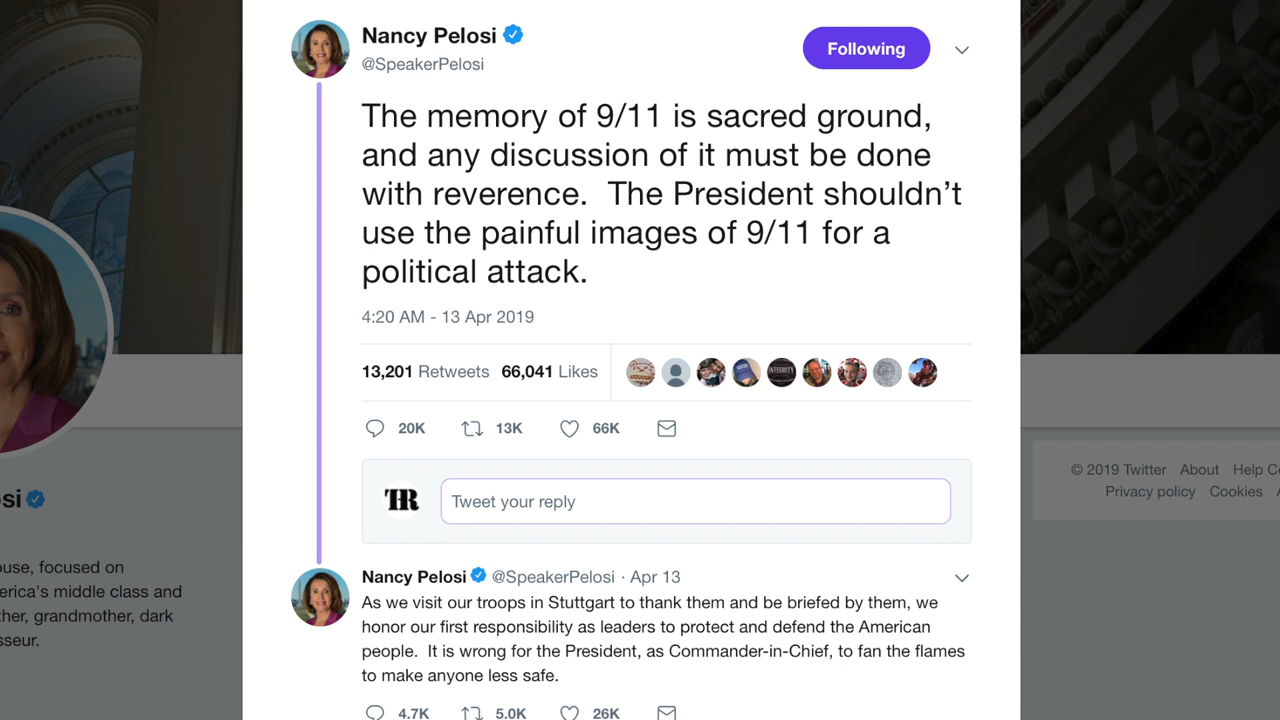 Nancy Pelosi
@SpeakerPelosi
Following
The memory of 9/11 is sacred ground,
and any discussion of it must be done
with reverence.  The President shouldn’t
use the painful images of 9/11 for a
political attack.
4:20 AM - 13 Apr 2019
13,201 Retweets 66,041 Likes
INTEGRITY
20K 13K 66K
THR
Tweet your reply
Nancy Pelosi @SpeakerPelosi · Apr 13
As we visit our troops in Stuttgart to thank them and be briefed by them, we
honor our first responsibility as leaders to protect and defend the American
people.  It is wrong for the President, as Commander-in-Chief, to fan the flames
to make anyone less safe.
4.7K 5.0K 26K
osi
use, focused on
erica's middle class and
ther, grandmother, dark
sseur.
© 2019 Twitter About Help C
Privacy policy Cookies